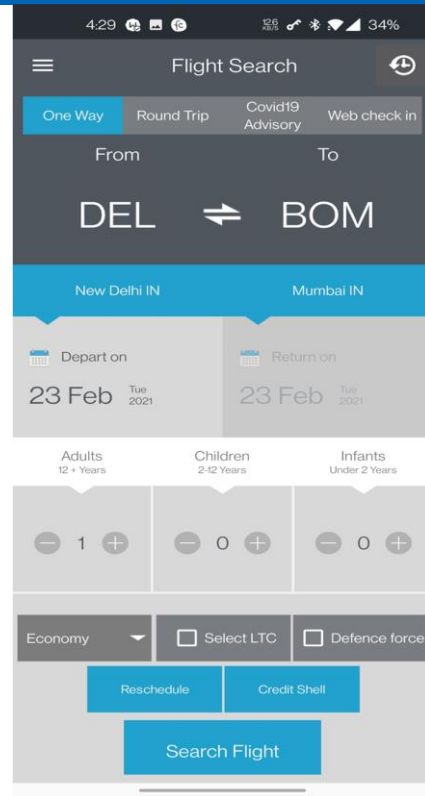 4:29
12.6 KB/S 34%
Flight Search
One Way Round Trip Covid19 Advisory Web check in
From To
DEL BOM
New Delhi IN Mumbai IN
Depart on Return on
23 Feb Tue 2021 23 Feb Tue 2021
Adults Children Infants
12 + Years 2-12 Years Under 2 Years
1 0 0
Economy Select LTC Defence force
Reschedule Credit Shell
Search Flight